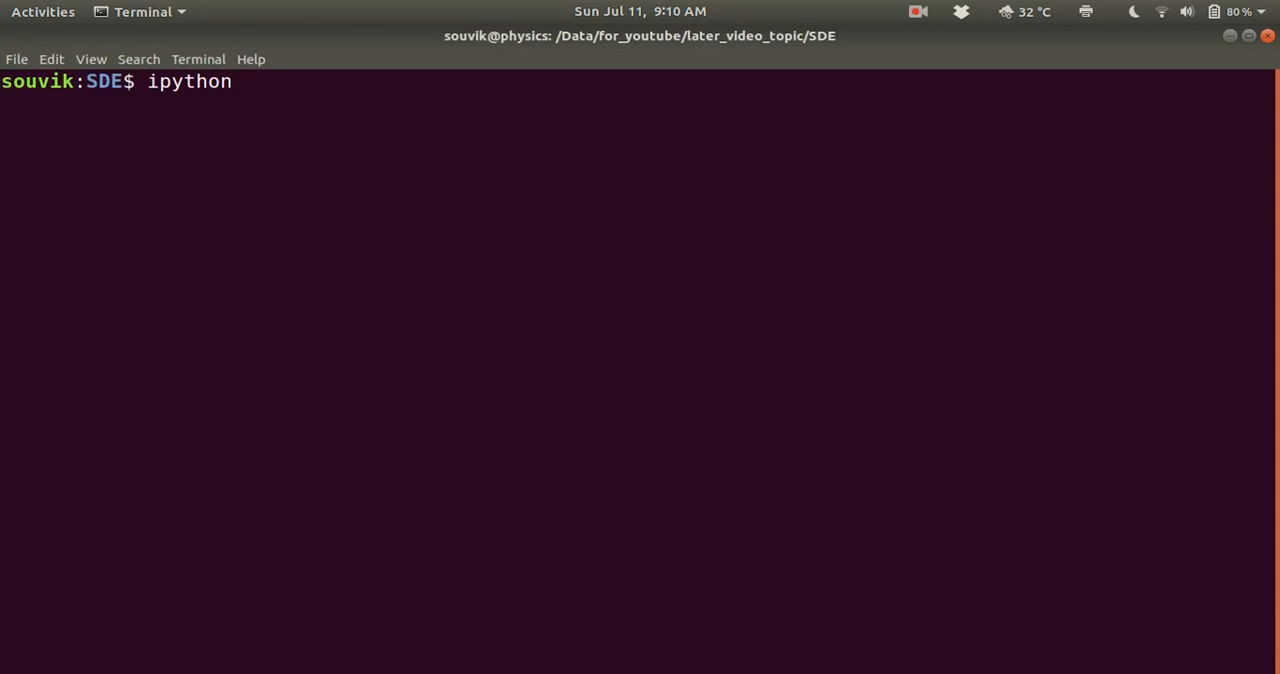 Activities Terminal Sun Jul 11, 9:10 AM 32 °C 80 %
souvik@physics: /Data/for_youtube/later_video_topic/SDE
File Edit View Search Terminal Help
souvik:SDE$ ipython